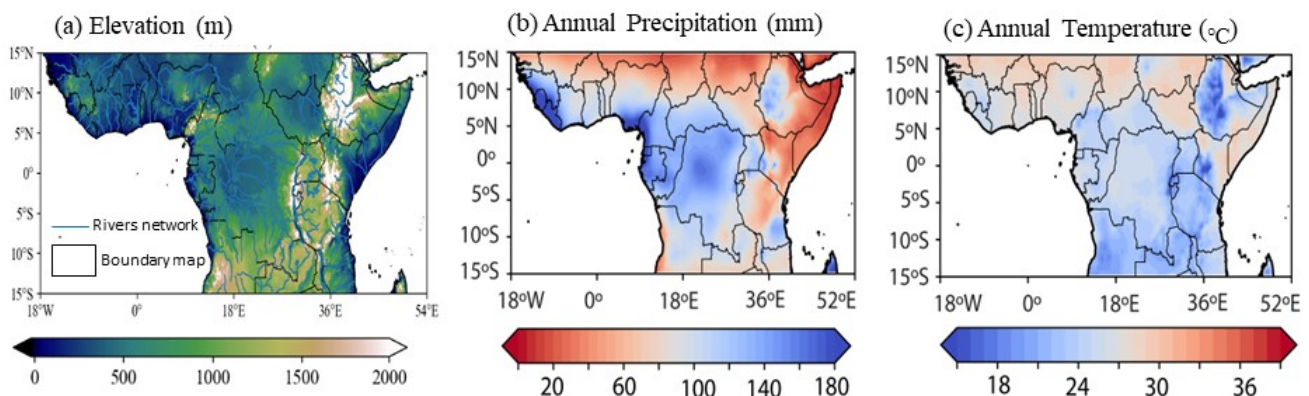 (a) Elevation (m)
15°N
10°N
5°N
0°
5°S
10°S
15°S
Rivers network
Boundary map
18°W 0° 18°E 36°E 54°E
0 500 1000 1500 2000
(b) Annual Precipitation (mm)
15°N
10°N
5°N
0°
5°S
10°S
15°S
18°W 0° 18°E 36°E 52°E
20 60 100 140 180
(c) Annual Temperature (°C)
15°N
10°N
5°N
0°
5°S
10°S
15°S
18°W 0° 18°E 36°E 52°E
18 24 30 36